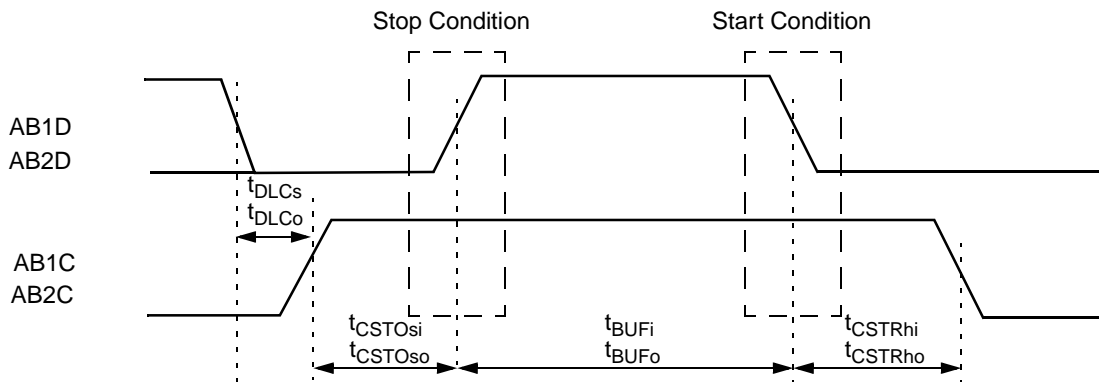 Stop Condition
Start Condition
AB1D
AB2D
tDLCs
tDLCo
AB1C
AB2C
tCSTOsi
tCSTOso
tBUFi
tBUFo
tCSTRhi
tCSTRho